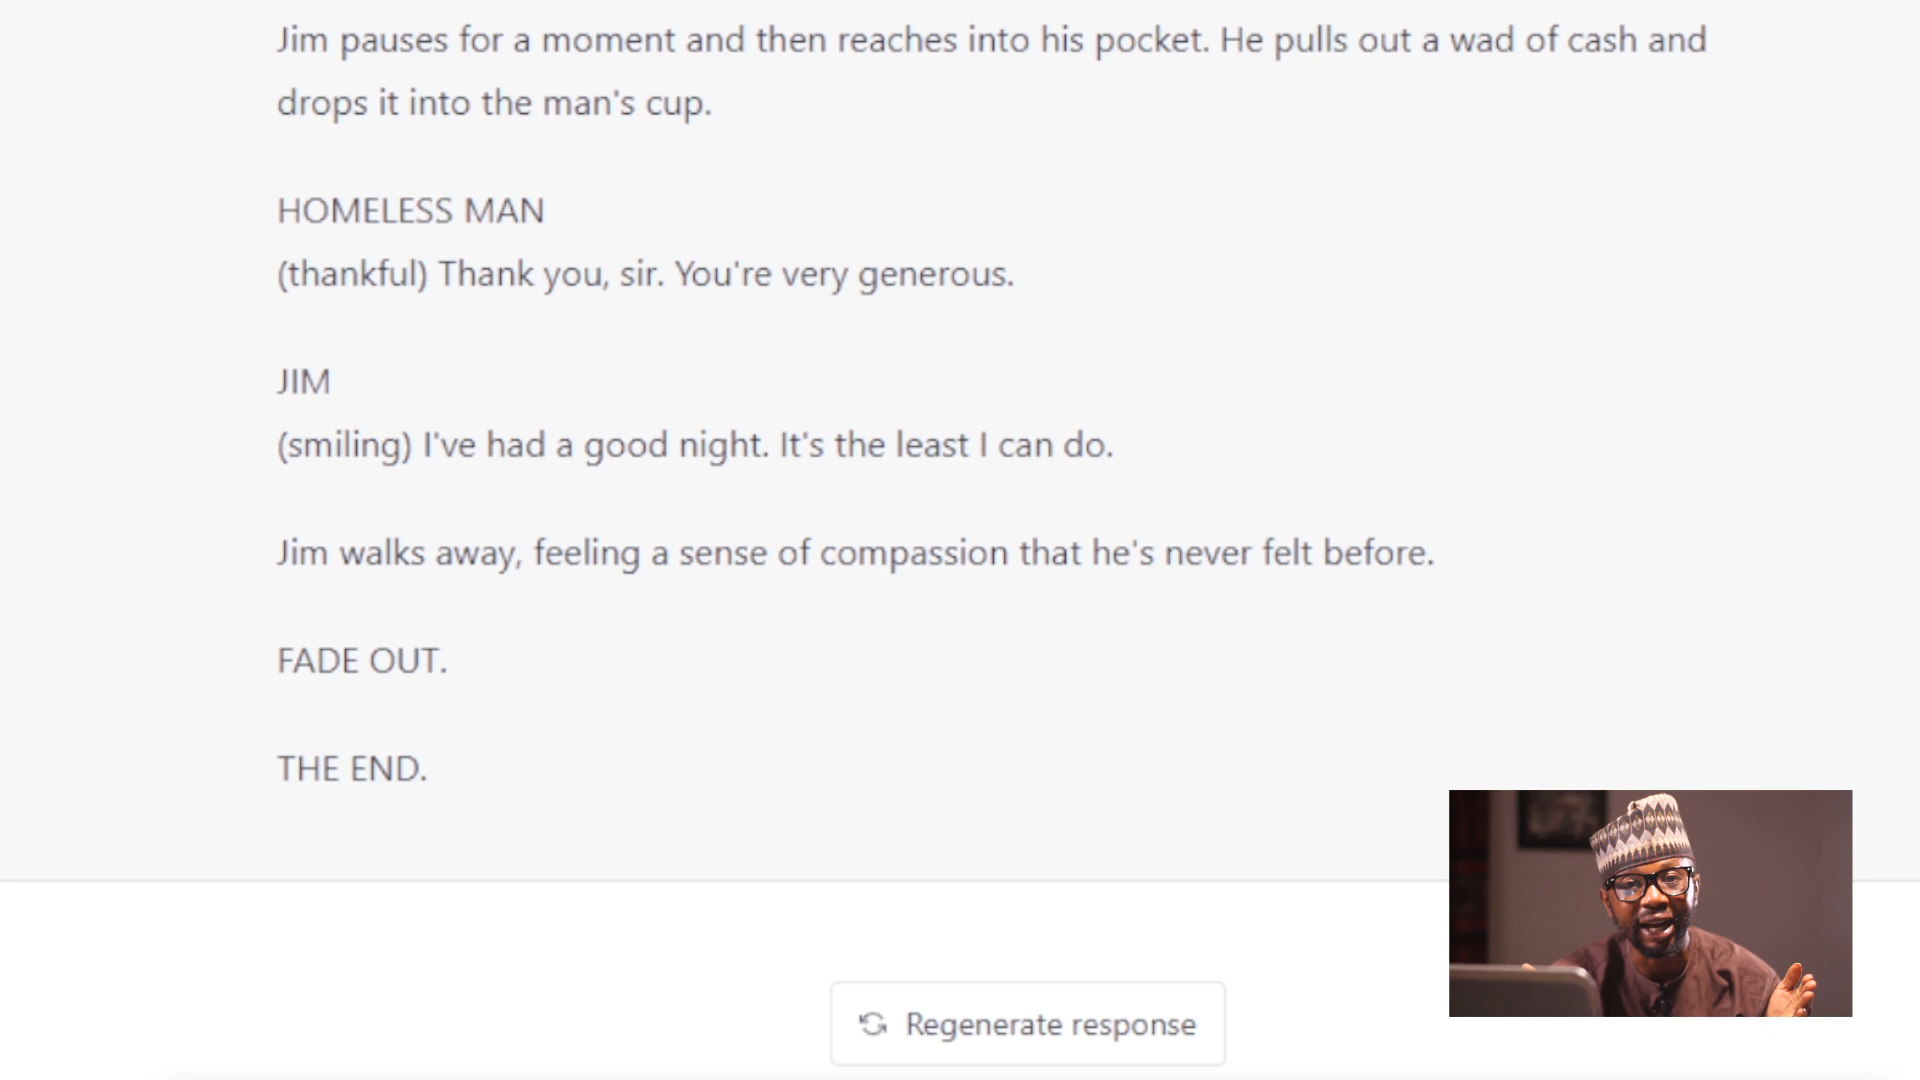 Jim pauses for a moment and then reaches into his pocket. He pulls out a wad of cash and
drops it into the man's cup.
HOMELESS MAN
(thankful) Thank you, sir. You're very generous.
JIM
(smiling) I've had a good night. It's the least I can do.
Jim walks away, feeling a sense of compassion that he's never felt before.
FADE OUT.
THE END.
Regenerate response